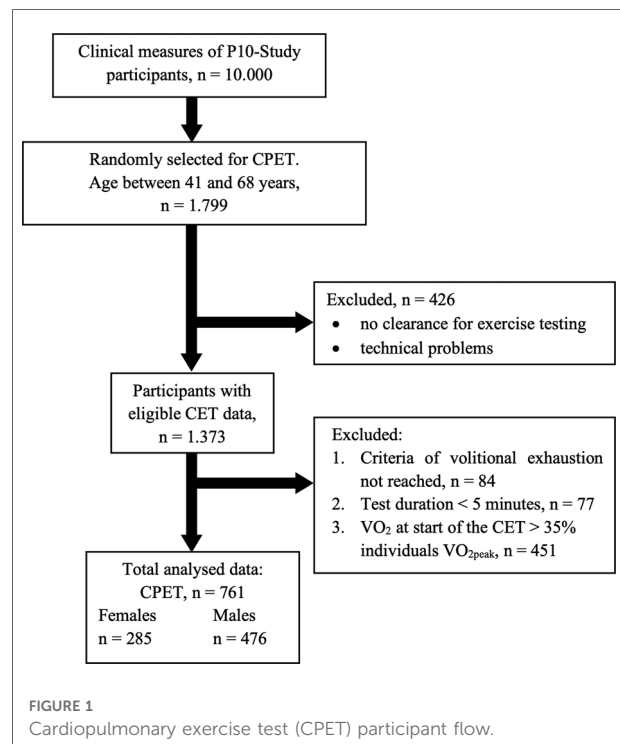 Clinical measures of P10-Study
participants, n = 10.000
Randomly selected for CPET.
Age between 41 and 68 years,
n = 1.799
Excluded, n = 426
• no clearance for exercise testing
• technical problems
Participants with
eligible CET data,
n = 1.373
Excluded:
1. Criteria of volitional exhaustion
not reached, n = 84
2. Test duration < 5 minutes, n = 77
3. VO₂ at start of the CET > 35%
individuals VO₂peak, n = 451
Total analysed data:
CPET, n = 761
Females Males
n = 285 n = 476
FIGURE 1
Cardiopulmonary exercise test (CPET) participant flow.